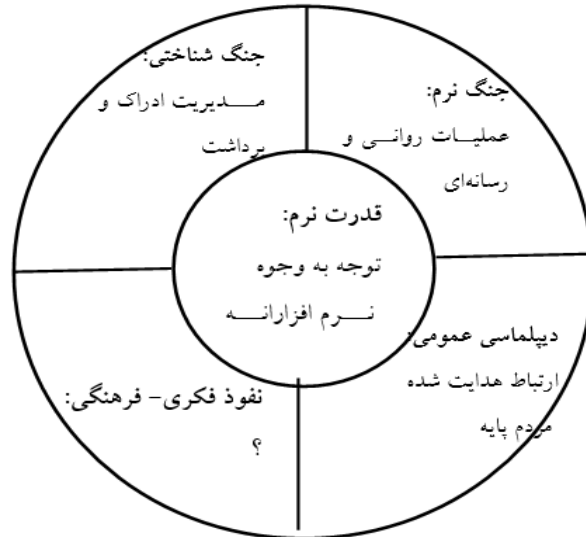 جنگ نرم:
عملیات روانی و
رسانه‌ای
جنگ شناختی:
مدیریت ادراک و
برداشت
قدرت نرم:
توجه به وجوه
نرم افزارانه
دیپلماسی عمومی:
ارتباط هدایت شده
مردم پایه
نفوذ فکری- فرهنگی:
؟